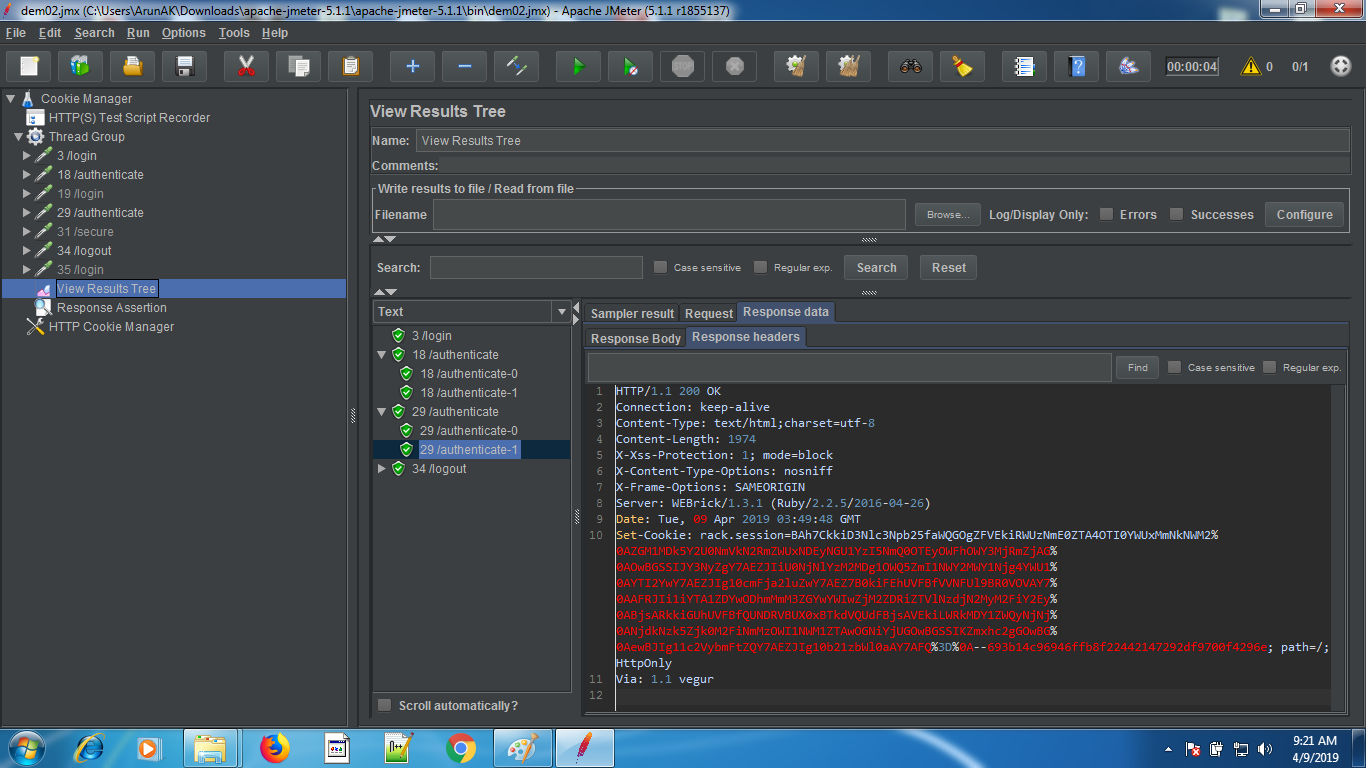 dem02.jmx (C:\Users\ArunAK\Downloads\apache-jmeter-5.1.1\apache-jmeter-5.1.1\bin\dem02.jmx) - Apache JMeter (5.1.1 r1855137)
File Edit Search Run Options Tools Help
00:00:04 0 0/1
Cookie Manager
HTTP(S) Test Script Recorder
Thread Group
3 /login
18 /authenticate
19 /login
29 /authenticate
31 /secure
34 /logout
35 /login
View Results Tree
Response Assertion
HTTP Cookie Manager
View Results Tree
Name: View Results Tree
Comments:
Write results to file / Read from file
Filename Browse... Log/Display Only: Errors Successes Configure
Search: Case sensitive Regular exp. Search Reset
Text
3 /login
18 /authenticate
18 /authenticate-0
18 /authenticate-1
29 /authenticate
29 /authenticate-0
29 /authenticate-1
34 /logout
Scroll automatically?
Sampler result Request Response data
Response Body Response headers
Find Case sensitive Regular exp.
1 HTTP/1.1 200 OK
2 Connection: keep-alive
3 Content-Type: text/html;charset=utf-8
4 Content-Length: 1974
5 X-Xss-Protection: 1; mode=block
6 X-Content-Type-Options: nosniff
7 X-Frame-Options: SAMEORIGIN
8 Server: WEBrick/1.3.1 (Ruby/2.2.5/2016-04-26)
9 Date: Tue, 09 Apr 2019 03:49:48 GMT
10 Set-Cookie: rack.session=BAh7CkkiD3Nlc3Npb25faWQGOgZFVEkiRWUzNmE0ZTA4OTI0YWUxMmNkNWM2%
0AZGM1MDk5Y2U0NmVkN2RmZWUxNDEyNGU1YzI5NmQ0OTEyOWFhOWY3MjRmZjAG%
0AOwBGSSIJY3NyZgY7AEZJIiU0NjNlYzM2MDg1OWQ5ZmI1NWY2MWY1Njg4YWU1%
0AYTI2YwY7AEZJIg10cmFja2luZwY7AEZ7B0kiFEhUVFBfVVNFUl9BR0VOVAY7%
0AAFRJIi1iYTA1ZDYwODhmMmM3ZGYwYWIwZjM2ZDRiZTVlNzdjN2MyM2FiY2Ey%
0ABjsARkkiGUhUVFBfQUNDRVBUX0xBTkdVQUdFBjsAVEkiLWRkMDY1ZWQyNjNj%
0ANjdkNzk5Zjk0M2FiNmMzOWI1NWM1ZTAwOGNiYjUGOwBGSSIKZmxhc2gGOwBG%
0AewBJIg11c2VybmFtZQY7AEZJIg10b21zbWl0aAY7AFQ%3D%0A--693b14c96946ffb8f22442147292df9700f4296e; path=/;
HttpOnly
11 Via: 1.1 vegur
12
9:21 AM
4/9/2019